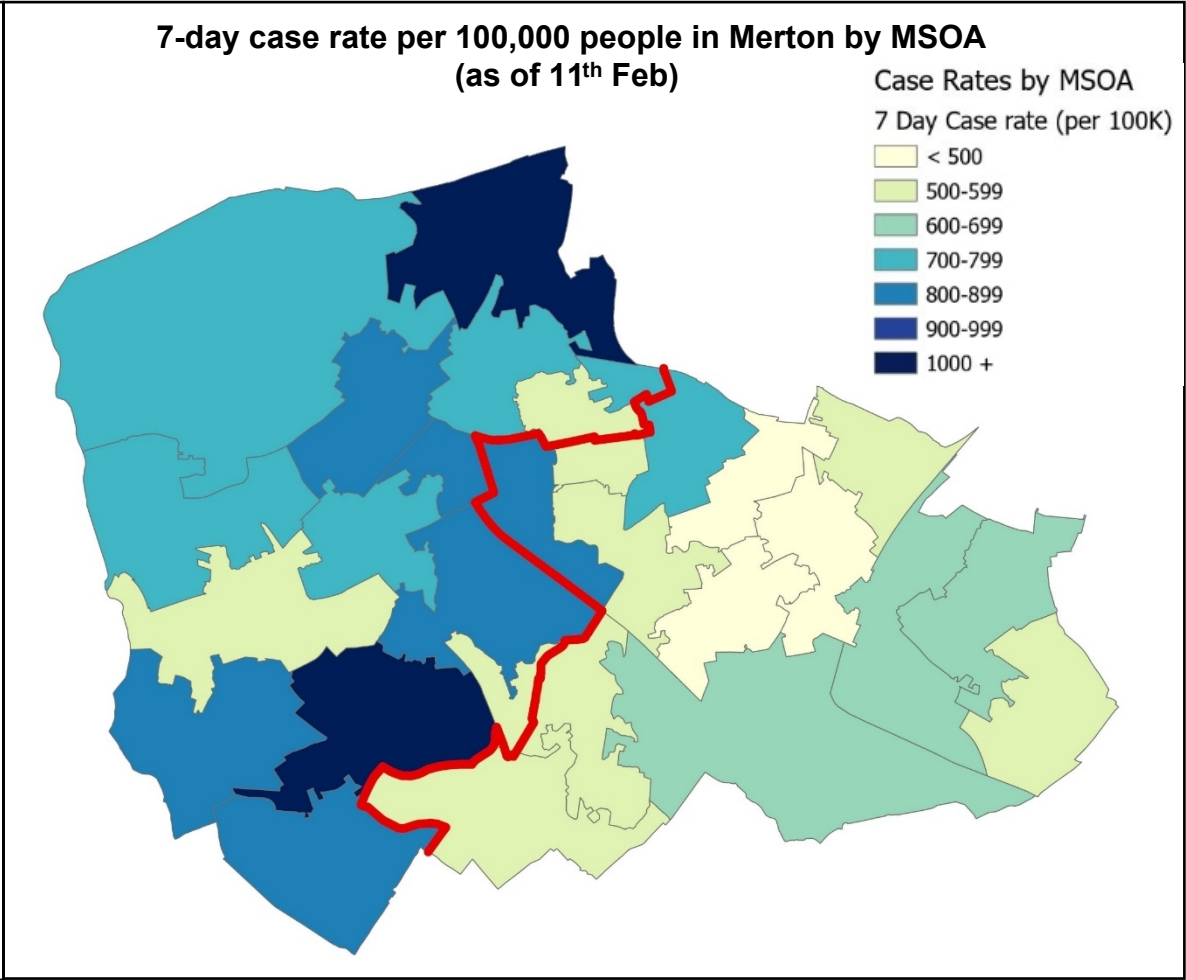 7-day case rate per 100,000 people in Merton by MSOA
(as of 11th Feb)
Case Rates by MSOA
7 Day Case rate (per 100K)
< 500
500-599
600-699
700-799
800-899
900-999
1000 +